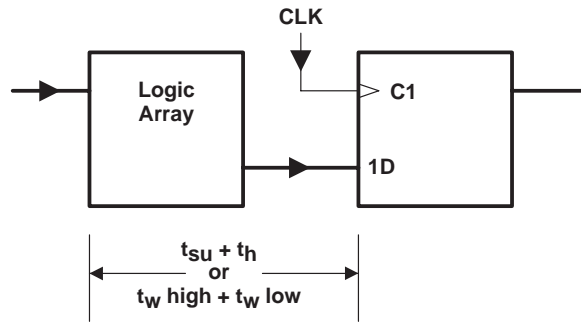 CLK
Logic
Array
C1
1D
tsu + th
or
tw high + tw low